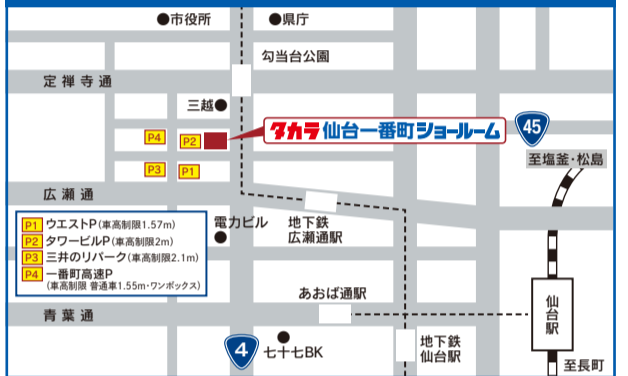 ●市役所
●県庁
勾当台公園
定禅寺通
三越●
P4
P2
タカラ仙台一番町ショールーム
45
至塩釜・松島
P3
P1
広瀬通
電力ビル
●
地下鉄
広瀬通駅
P1 ウエストP(車高制限1.57m)
P2 タワービルP(車高制限2m)
P3 三井のリパーク(車高制限2.1m)
P4 一番町高速P
(車高制限 普通車1.55m・ワンボックス)
あおば通駅
仙台駅
青葉通
4
●
七十七BK
地下鉄
仙台駅
至長町